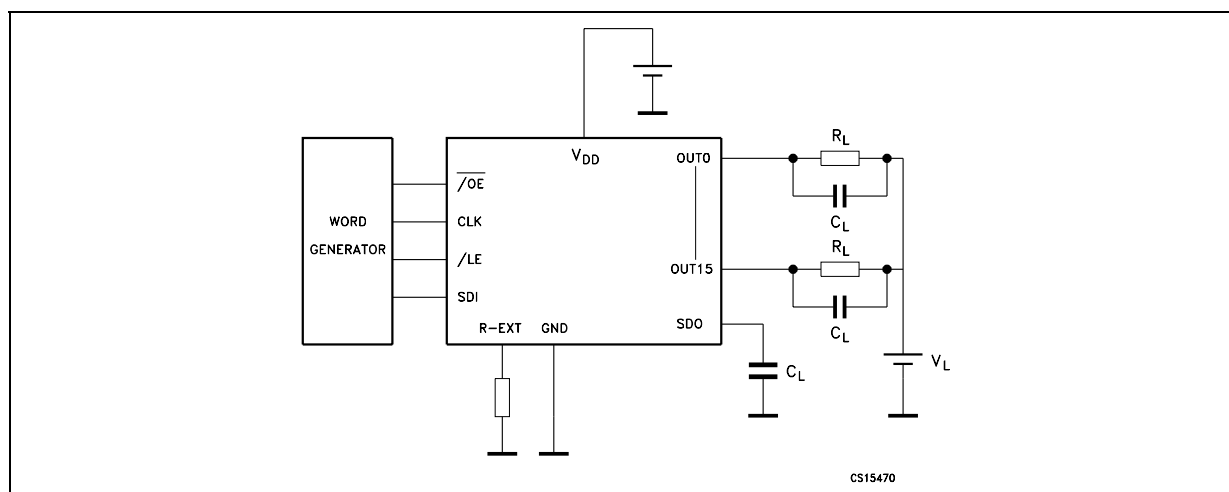 V_DD
OUT0
R_L
C_L
/OE
WORD
GENERATOR
CLK
/LE
SDI
R_L
OUT15
C_L
R-EXT
GND
SDO
C_L
V_L
CS15470